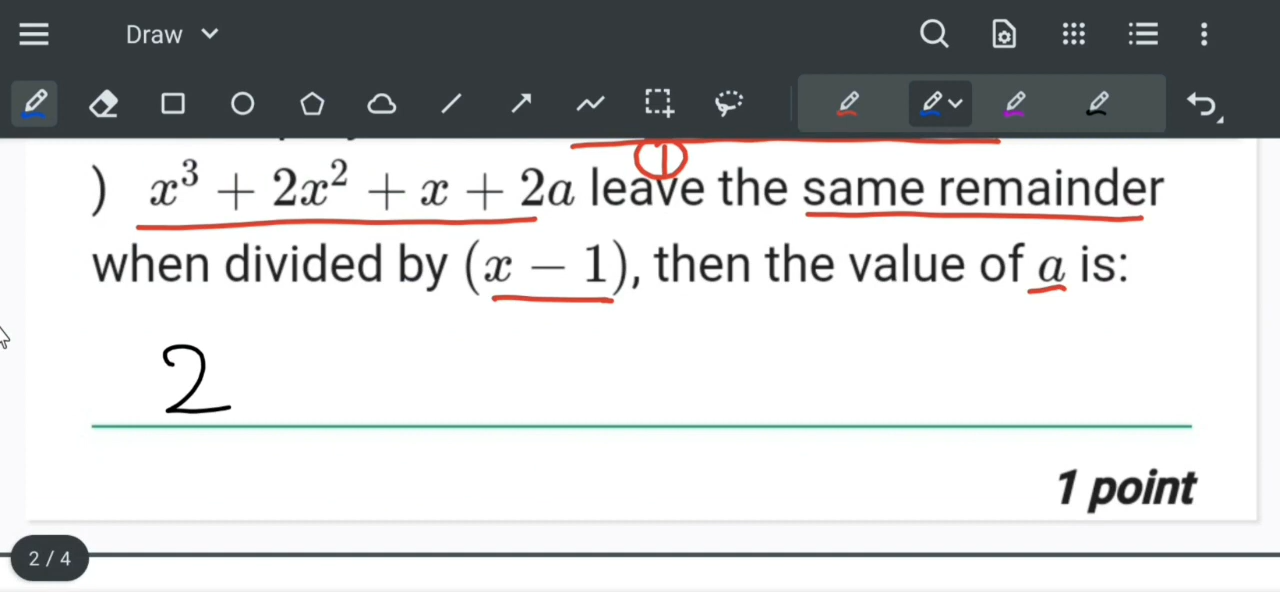 Draw
①
) x³ + 2x² + x + 2a leave the same remainder
when divided by (x − 1), then the value of a is:
2
1 point
2 / 4